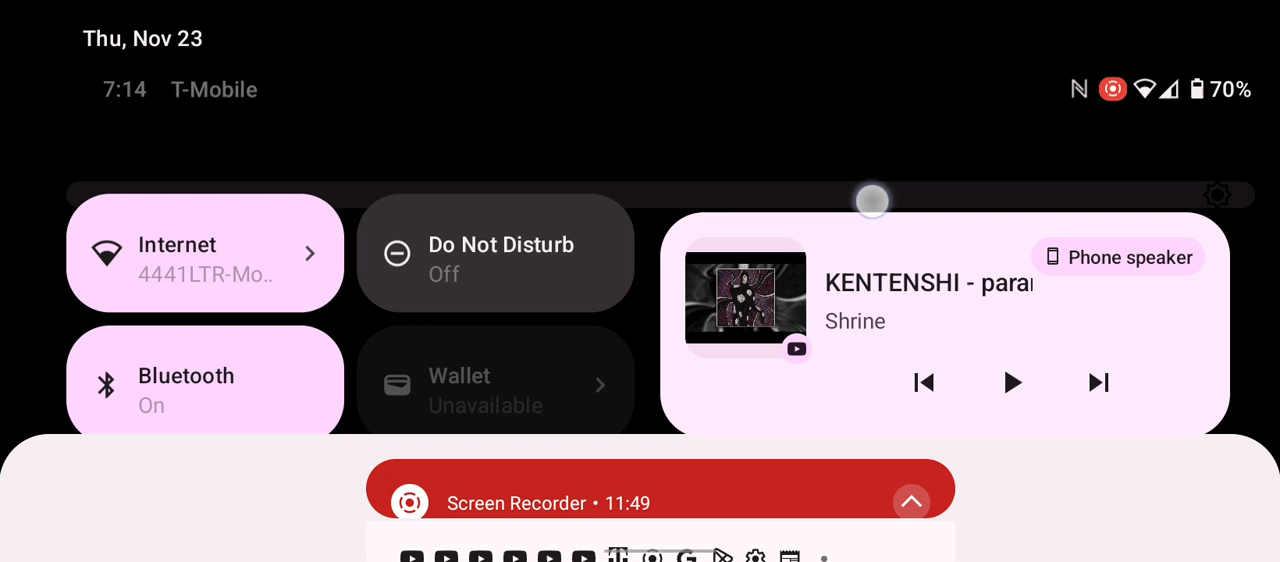 Thu, Nov 23
7:14 T-Mobile
70%
Internet
4441LTR-Mo..
Do Not Disturb
Off
Bluetooth
On
Wallet
Unavailable
Phone speaker
KENTENSHI -
Shrine
Screen Recorder • 11:49